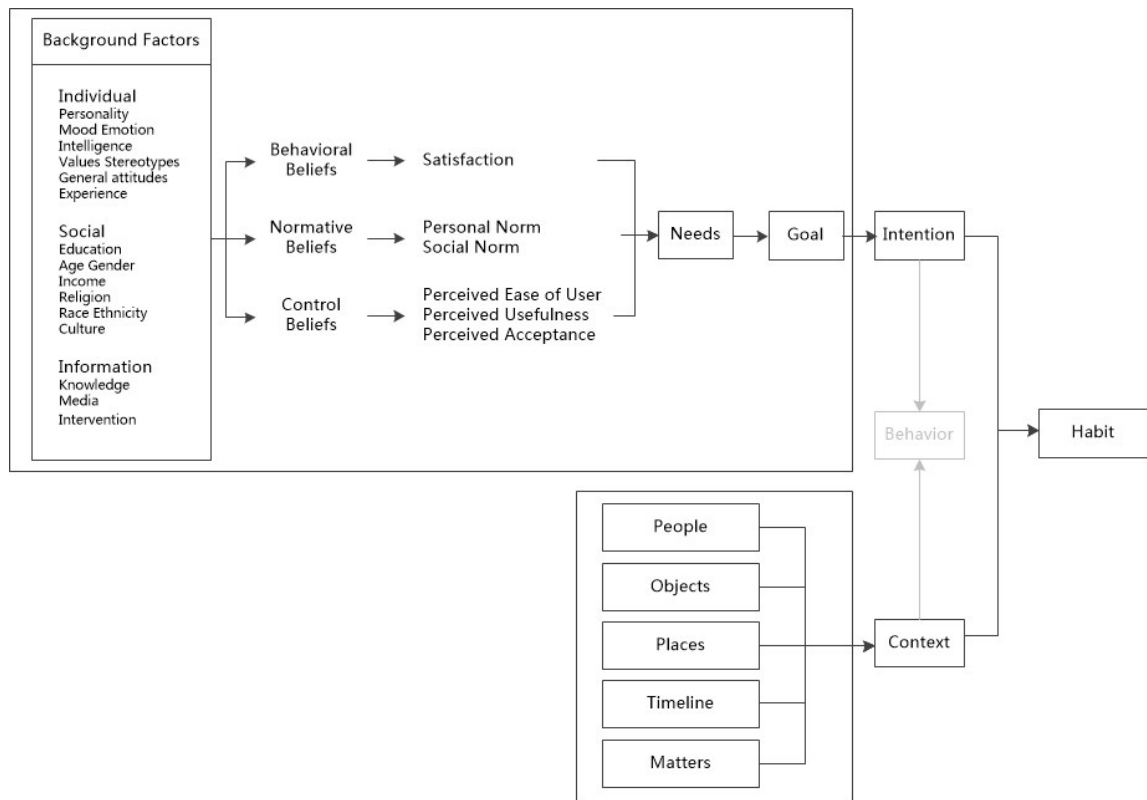 Background Factors
Individual
Personality
Mood Emotion
Intelligence
Values Stereotypes
General attitudes
Experience
Social
Education
Age Gender
Income
Religion
Race Ethnicity
Culture
Information
Knowledge
Media
Intervention
Behavioral
Beliefs
Satisfaction
Normative
Beliefs
Personal Norm
Social Norm
Control
Beliefs
Perceived Ease of User
Perceived Usefulness
Perceived Acceptance
Needs
Goal
Intention
Behavior
Habit
People
Objects
Places
Timeline
Matters
Context